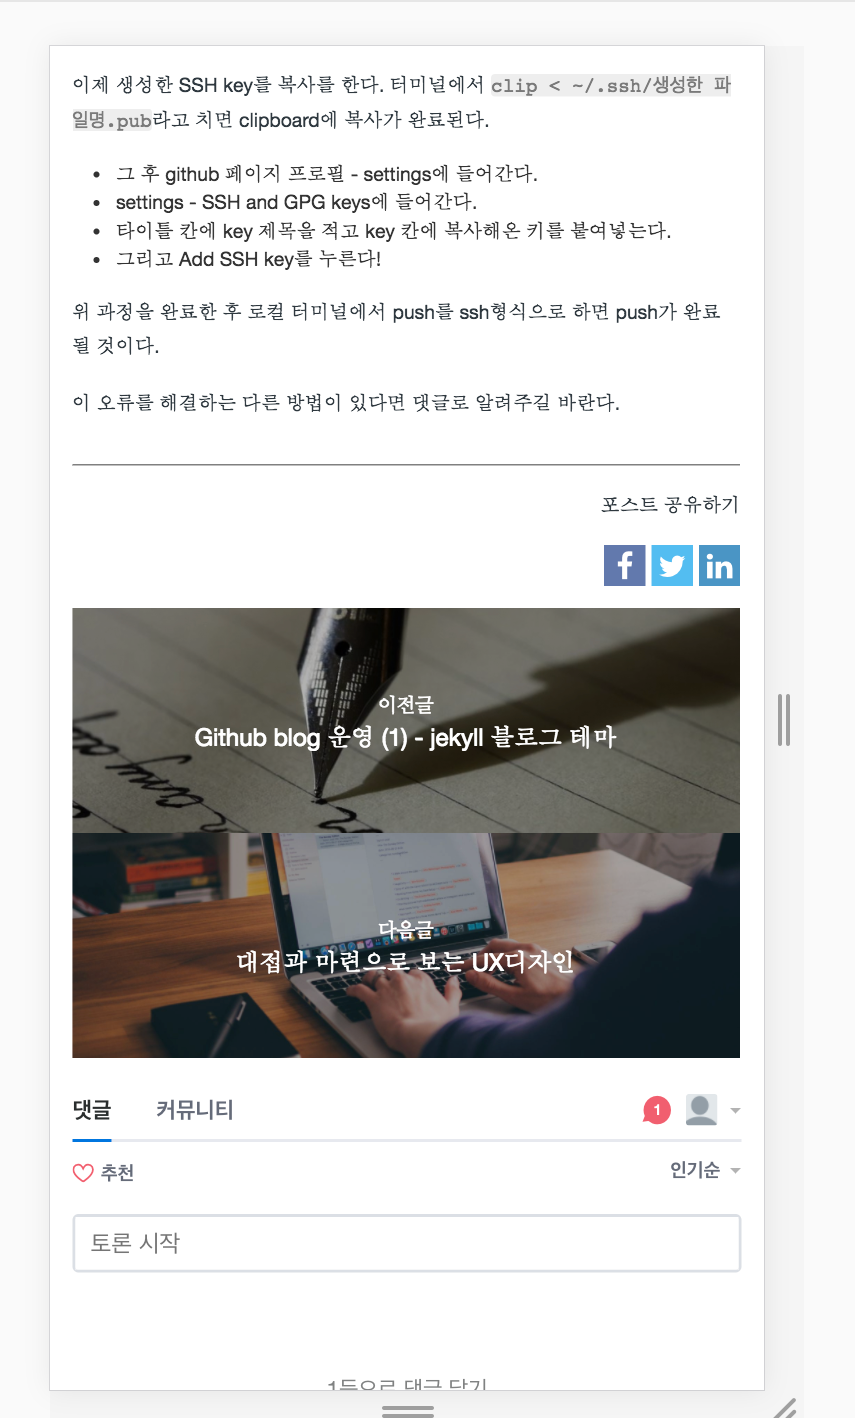 이제 생성한 SSH key를 복사를 한다. 터미널에서 clip < ~/.ssh/생성한 파
일명.pub라고 치면 clipboard에 복사가 완료된다.
• 그 후 github 페이지 프로필 - settings에 들어간다.
• settings - SSH and GPG keys에 들어간다.
• 타이틀 칸에 key 제목을 적고 key 칸에 복사해온 키를 붙여넣는다.
• 그리고 Add SSH key를 누른다!
위 과정을 완료한 후 로컬 터미널에서 push를 ssh형식으로 하면 push가 완료
될 것이다.
이 오류를 해결하는 다른 방법이 있다면 댓글로 알려주길 바란다.
포스트 공유하기
이전글
Github blog 운영 (1) - jekyll 블로그 테마
다음글
대접과 마련으로 보는 UX디자인
댓글 커뮤니티 1
추천 인기순
토론 시작
1등으로 댓글 달기